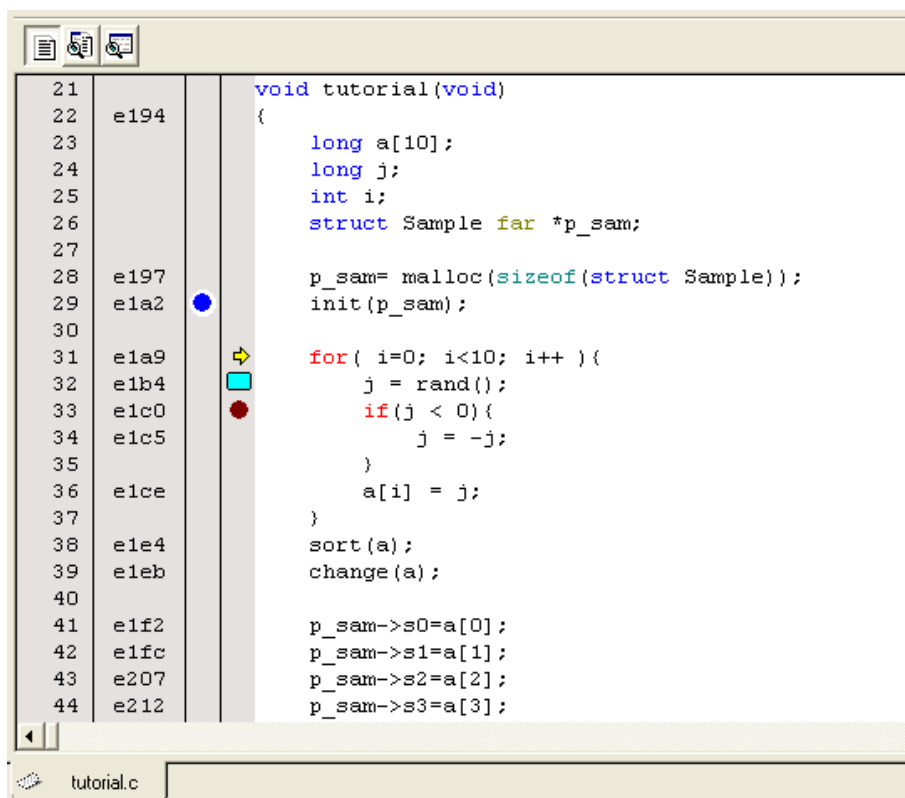 21 void tutorial(void)
22 e194 {
23 long a[10];
24 long j;
25 int i;
26 struct Sample far *p_sam;
27
28 e197 p_sam= malloc(sizeof(struct Sample));
29 e1a2 init(p_sam);
30
31 e1a9 for( i=0; i<10; i++ ){
32 e1b4 j = rand();
33 e1c0 if(j < 0){
34 e1c5 j = -j;
35 }
36 e1ce a[i] = j;
37 }
38 e1e4 sort(a);
39 e1eb change(a);
40
41 e1f2 p_sam->s0=a[0];
42 e1fc p_sam->s1=a[1];
43 e207 p_sam->s2=a[2];
44 e212 p_sam->s3=a[3];
tutorial.c